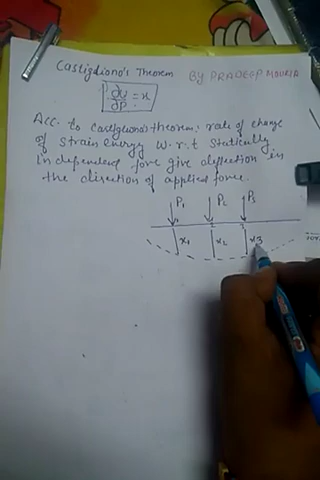 Castigliano's Theorem BY PRADEEP MOURYA
∂U/∂P = x
Acc. to Castigliano's theorem, rate of change
of strain energy w.r.t statically
independent force give deflection in
the direction of applied force.
P1 P2 P3
x1 x2 x3